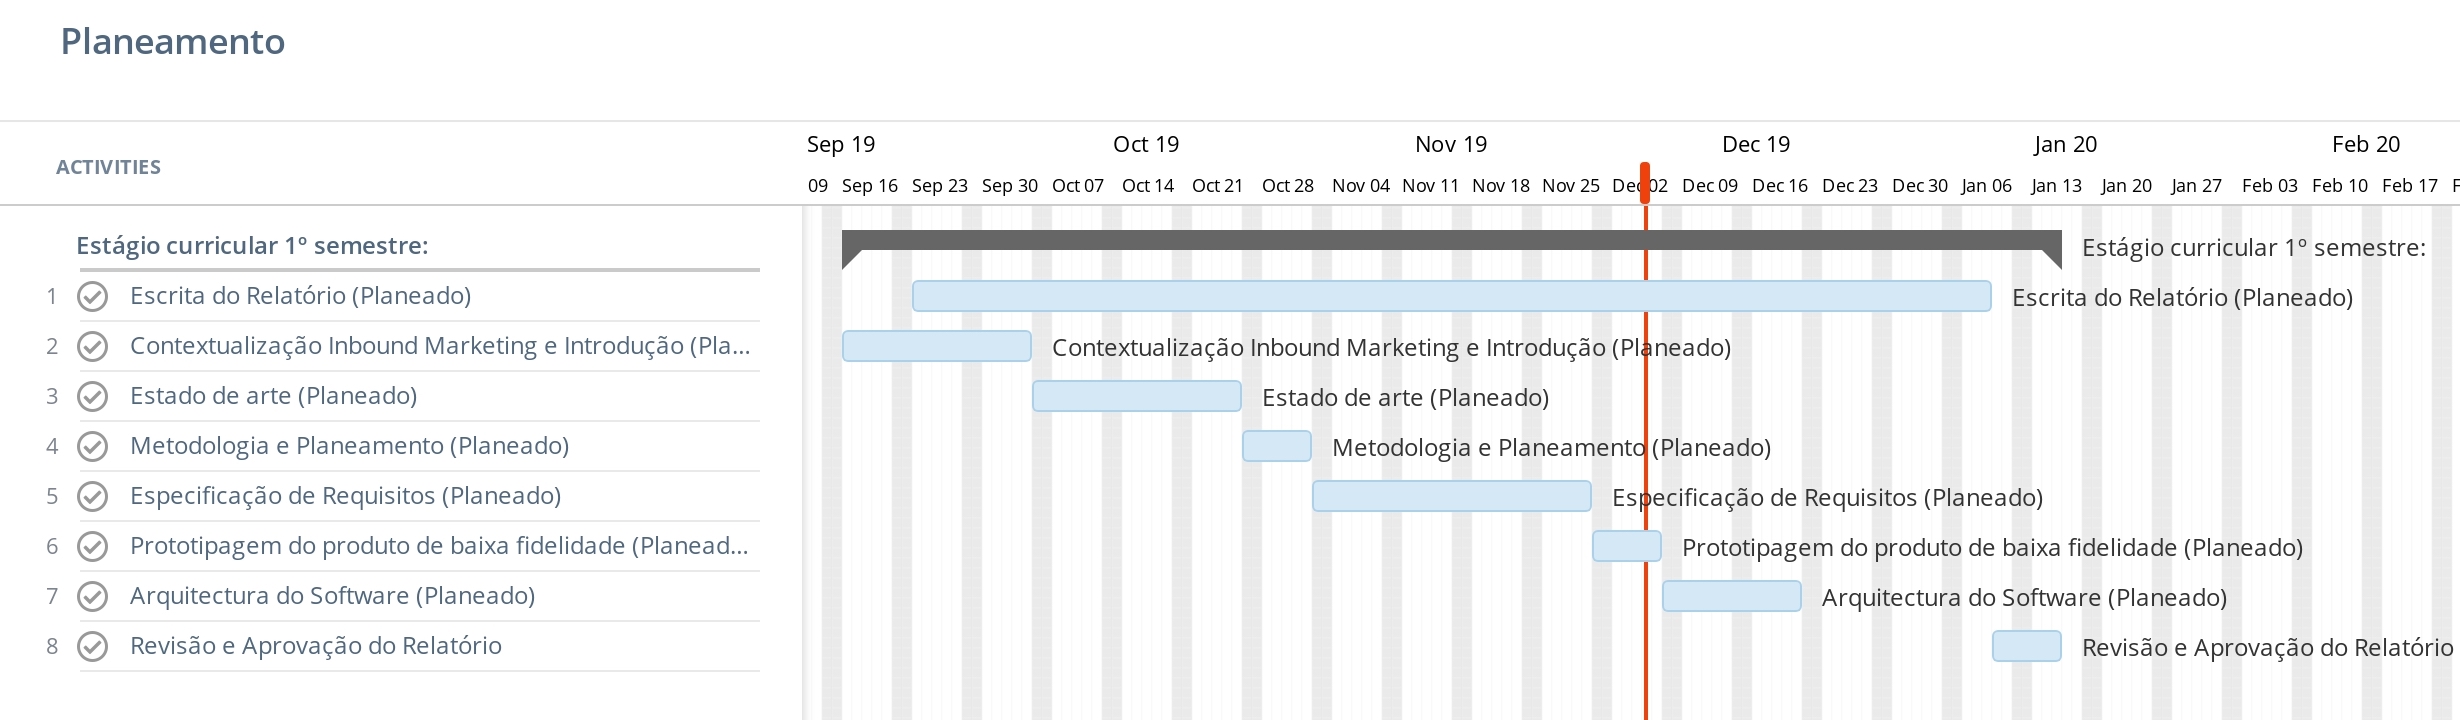 Planeamento
ACTIVITIES
Sep 19 Oct 19 Nov 19 Dec 19 Jan 20 Feb 20
09 Sep 16 Sep 23 Sep 30 Oct 07 Oct 14 Oct 21 Oct 28 Nov 04 Nov 11 Nov 18 Nov 25 Dec 02 Dec 09 Dec 16 Dec 23 Dec 30 Jan 06 Jan 13 Jan 20 Jan 27 Feb 03 Feb 10 Feb 17 F
Estágio curricular 1º semestre: Estágio curricular 1º semestre:
1 Escrita do Relatório (Planeado) Escrita do Relatório (Planeado)
2 Contextualização Inbound Marketing e Introdução (Pla... Contextualização Inbound Marketing e Introdução (Planeado)
3 Estado de arte (Planeado) Estado de arte (Planeado)
4 Metodologia e Planeamento (Planeado) Metodologia e Planeamento (Planeado)
5 Especificação de Requisitos (Planeado) Especificação de Requisitos (Planeado)
6 Prototipagem do produto de baixa fidelidade (Planead... Prototipagem do produto de baixa fidelidade (Planeado)
7 Arquitectura do Software (Planeado) Arquitectura do Software (Planeado)
8 Revisão e Aprovação do Relatório Revisão e Aprovação do Relatório